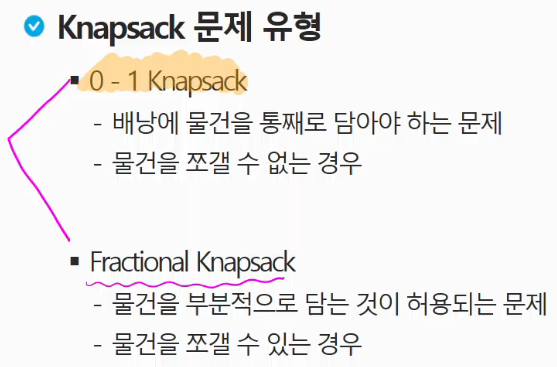 Knapsack 문제 유형
▪ 0 - 1 Knapsack
- 배낭에 물건을 통째로 담아야 하는 문제
- 물건을 쪼갤 수 없는 경우
▪ Fractional Knapsack
- 물건을 부분적으로 담는 것이 허용되는 문제
- 물건을 쪼갤 수 있는 경우